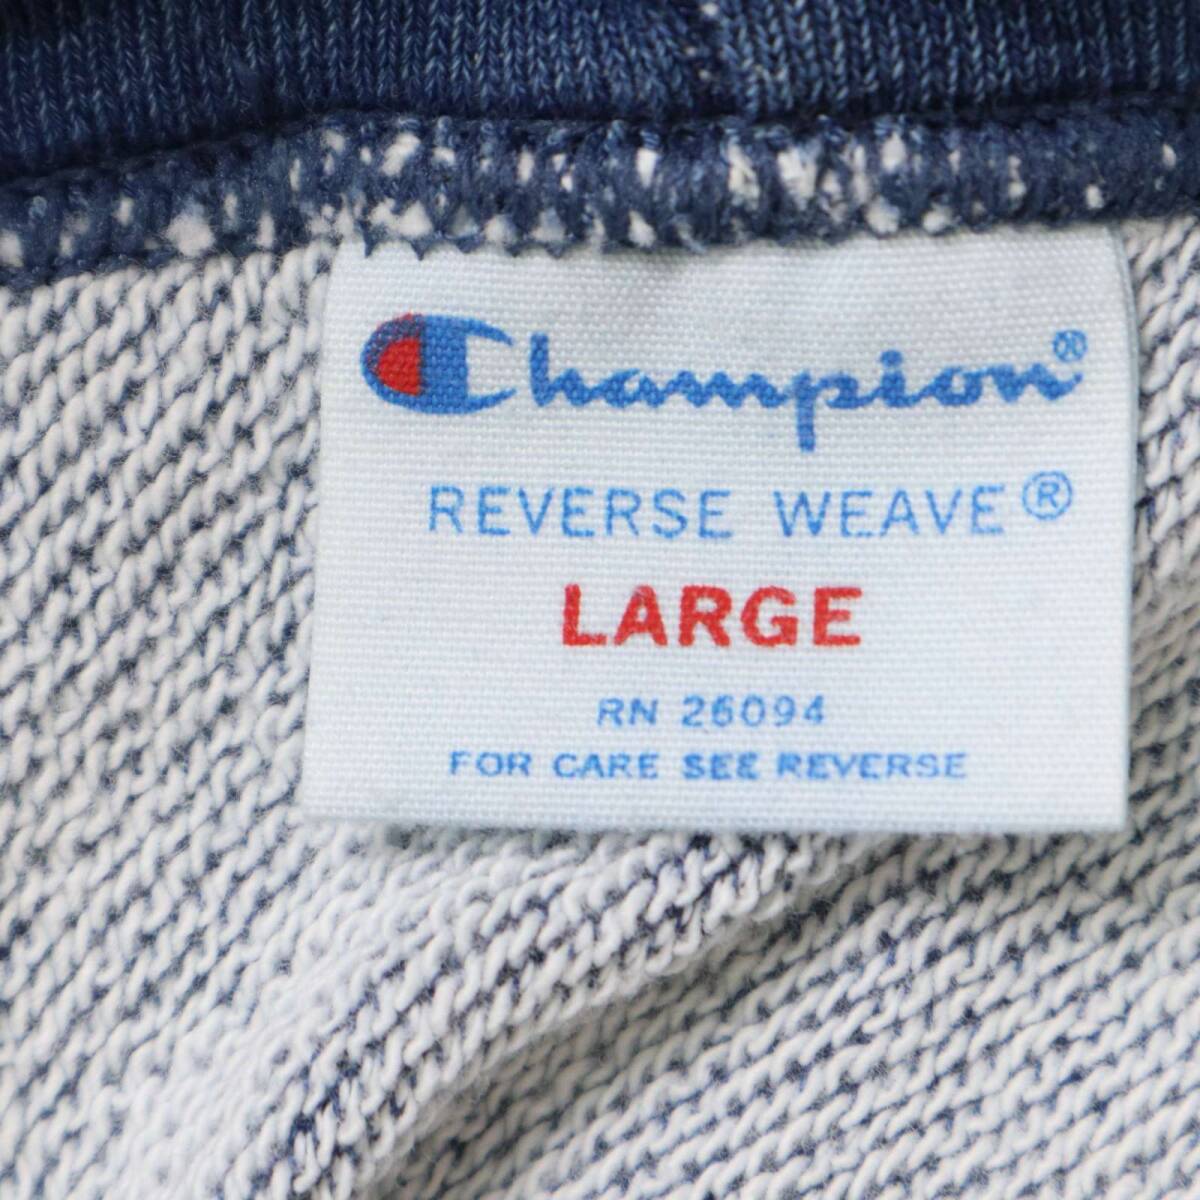 Champion®
REVERSE WEAVE®
LARGE
RN 26094
FOR CARE SEE REVERSE